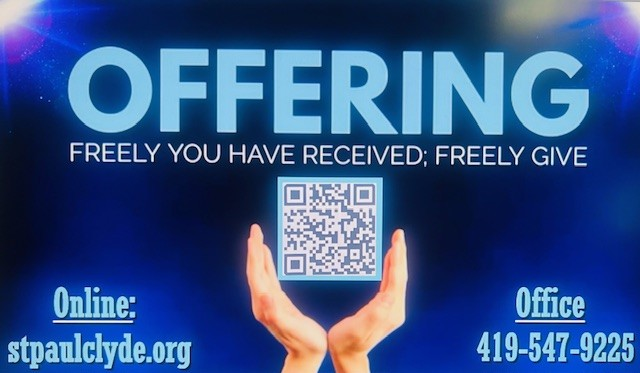 OFFERING
FREELY YOU HAVE RECEIVED; FREELY GIVE
Online:
stpaulclyde.org
Office
419-547-9225